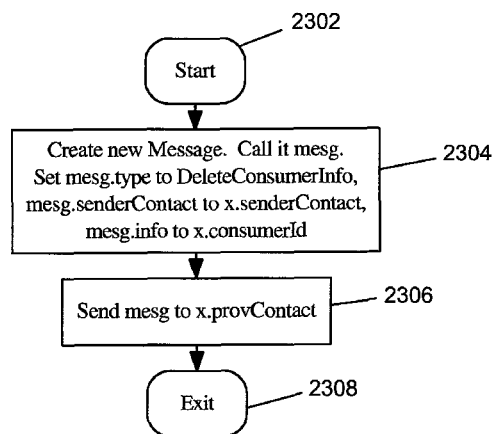 2302
Start
Create new Message. Call it mesg.
Set mesg.type to DeleteConsumerInfo,
mesg.senderContact to x.senderContact,
mesg.info to x.consumerId
2304
Send mesg to x.provContact
2306
Exit
2308